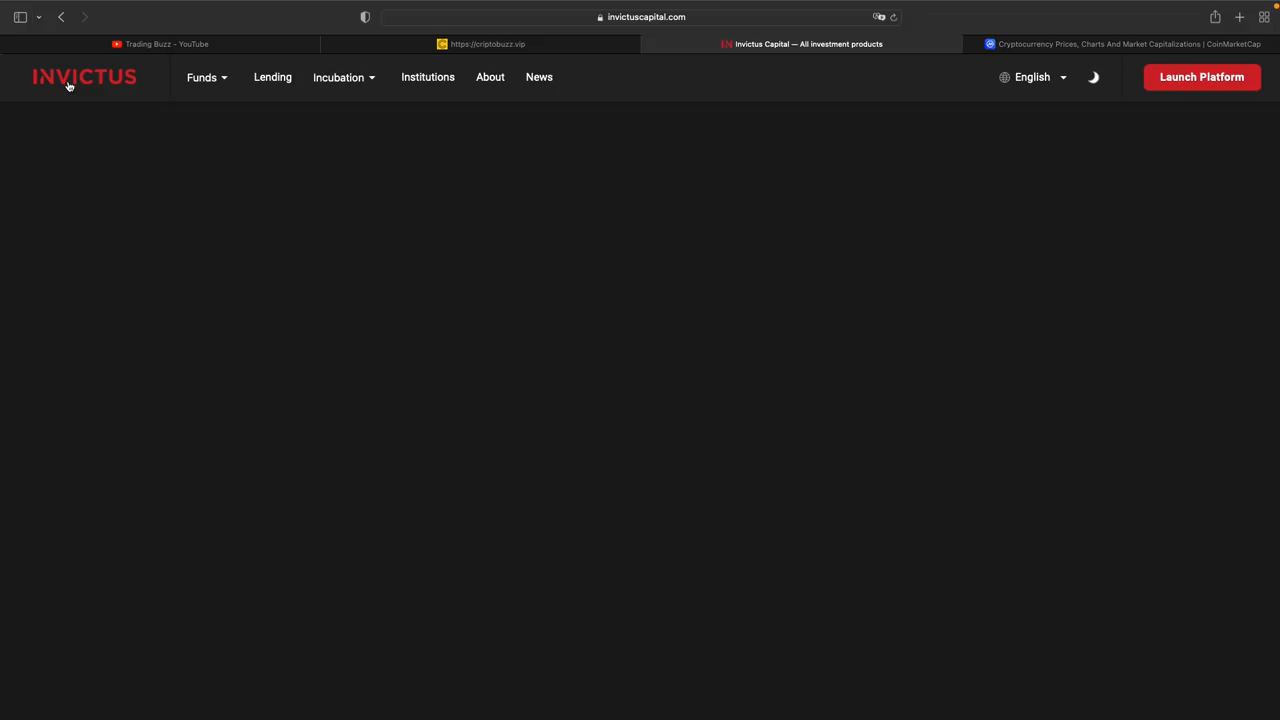 invictuscapital.com
Trading Buzz - YouTube
https://criptobuzz.vip
Invictus Capital — All investment products
Cryptocurrency Prices, Charts And Market Capitalizations | CoinMarketCap
INVICTUS
Funds
Lending
Incubation
Institutions
About
News
English
Launch Platform